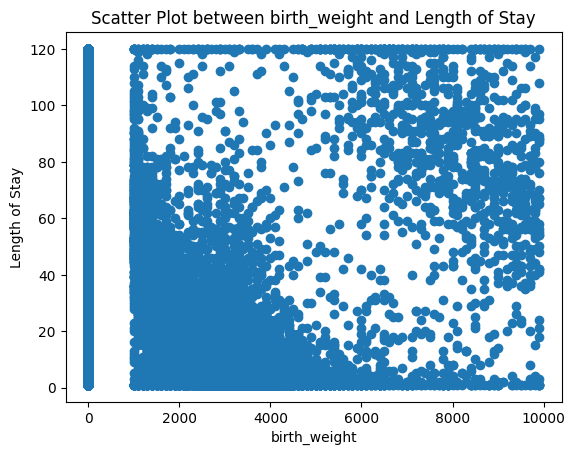 Scatter Plot between birth_weight and Length of Stay
120
100
80
60
40
20
0
Length of Stay
0 2000 4000 6000 8000 10000
birth_weight